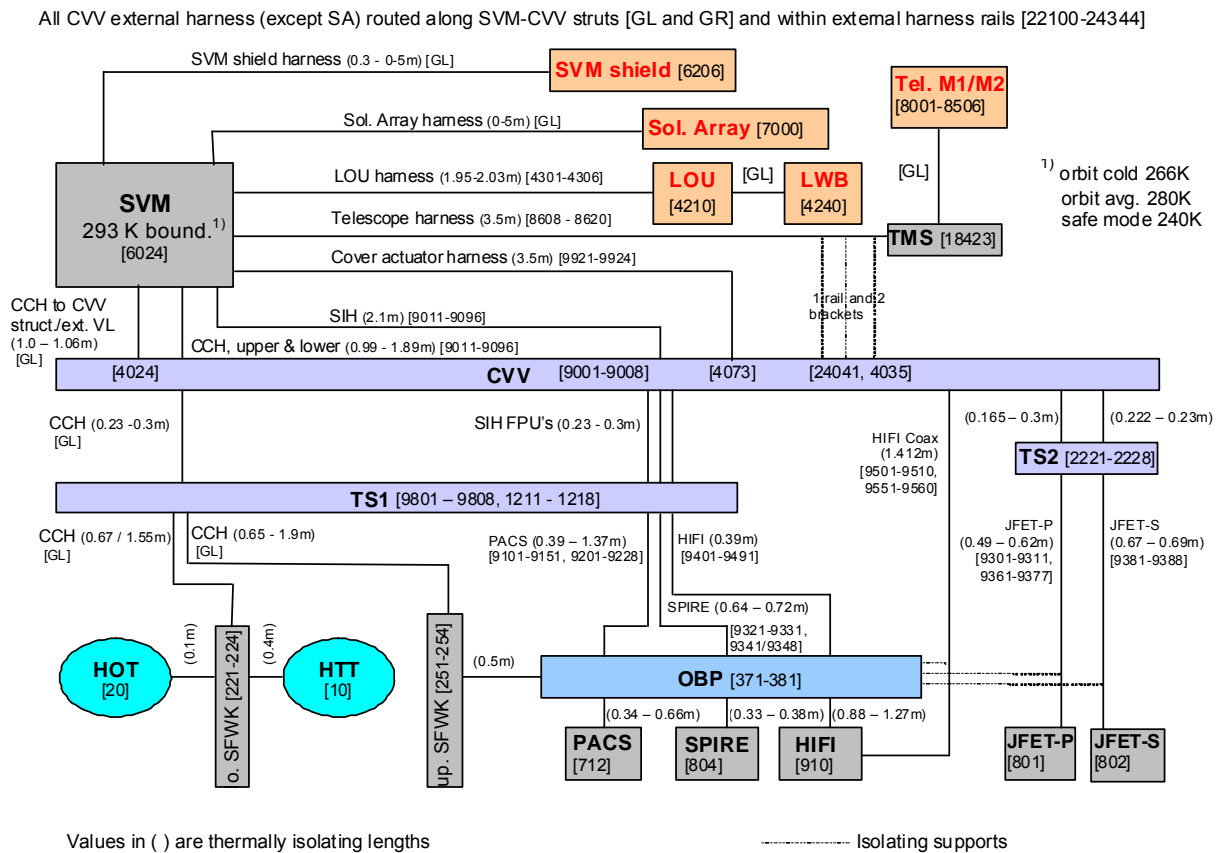 All CVV external harness (except SA) routed along SVM-CVV struts [GL and GR] and within external harness rails [22100-24344]
SVM shield harness (0.3 - 0-5m) [GL]
SVM shield [6206]
Tel. M1/M2
[8001-8506]
Sol. Array harness (0-5m) [GL]
Sol. Array [7000]
SVM
293 K bound.1)
[6024]
LOU harness (1.95-2.03m) [4301-4306]
LOU
[4210]
[GL]
LWB
[4240]
[GL]
1) orbit cold 266K
orbit avg. 280K
safe mode 240K
Telescope harness (3.5m) [8608 - 8620]
TMS [18423]
Cover actuator harness (3.5m) [9921-9924]
1 rail and 2
brackets
CCH to CVV
struct./ext. VL
(1.0 – 1.06m)
[GL]
SIH (2.1m) [9011-9096]
CCH, upper & lower (0.99 - 1.89m) [9011-9096]
[4024]
CVV
[9001-9008]
[4073]
[24041, 4035]
CCH (0.23 -0.3m)
[GL]
SIH FPU's (0.23 - 0.3m)
HIFI Coax
(1.412m)
[9501-9510,
9551-9560]
(0.165 – 0.3m)
(0.222 – 0.23m)
TS2 [2221-2228]
TS1 [9801 – 9808, 1211 - 1218]
CCH (0.67 / 1.55m)
[GL]
CCH (0.65 - 1.9m)
[GL]
PACS (0.39 – 1.37m)
[9101-9151, 9201-9228]
HIFI (0.39m)
[9401-9491]
JFET-P
(0.49 – 0.62m)
[9301-9311,
9361-9377]
JFET-S
(0.67 – 0.69m)
[9381-9388]
SPIRE (0.64 – 0.72m)
[9321-9331,
9341/9348]
HOT
[20]
(0.1m)
o. SFWK [221-224]
(0.4m)
HTT
[10]
up. SFWK [251-254]
(0.5m)
OBP [371-381]
(0.34 – 0.66m)
(0.33 – 0.38m)
(0.88 – 1.27m)
PACS
[712]
SPIRE
[804]
HIFI
[910]
JFET-P
[801]
JFET-S
[802]
Values in ( ) are thermally isolating lengths
Isolating supports